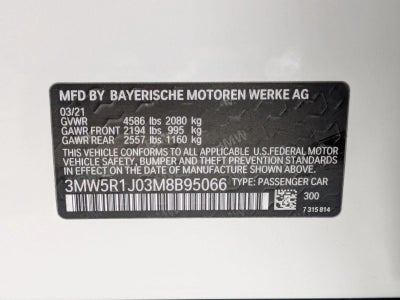 MFD BY BAYERISCHE MOTOREN WERKE AG
03/21
GVWR 4586 lbs 2080 kg
GAWR FRONT 2194 lbs 995 kg
GAWR REAR 2557 lbs 1160 kg
THIS VEHICLE CONFORMS TO ALL APPLICABLE
U.S.FEDERAL MOTOR
VEHICLE SAFETY, BUMPER AND THEFT
PREVENTION STANDARDS IN EFFECT ON THE DATE
OF MANUFACTURE SHOWN ABOVE.
3MW5R1J03M8B95066 TYPE: PASSENGER CAR
300
7 315 814